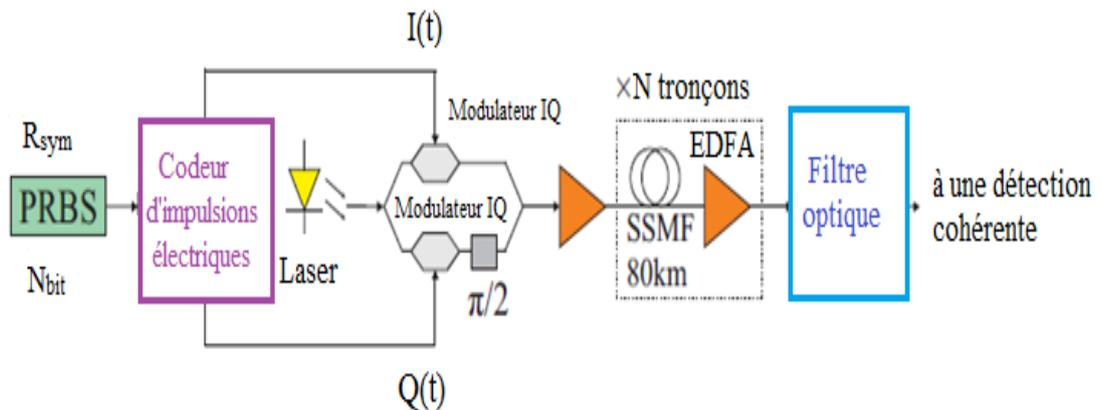 I(t)
Modulateur IQ
×N tronçons
Rsym
PRBS
Nbit
Codeur
d'impulsions
électriques
Laser
Modulateur IQ
π/2
EDFA
SSMF
80km
Filtre
optique
à une détection
cohérente
Q(t)